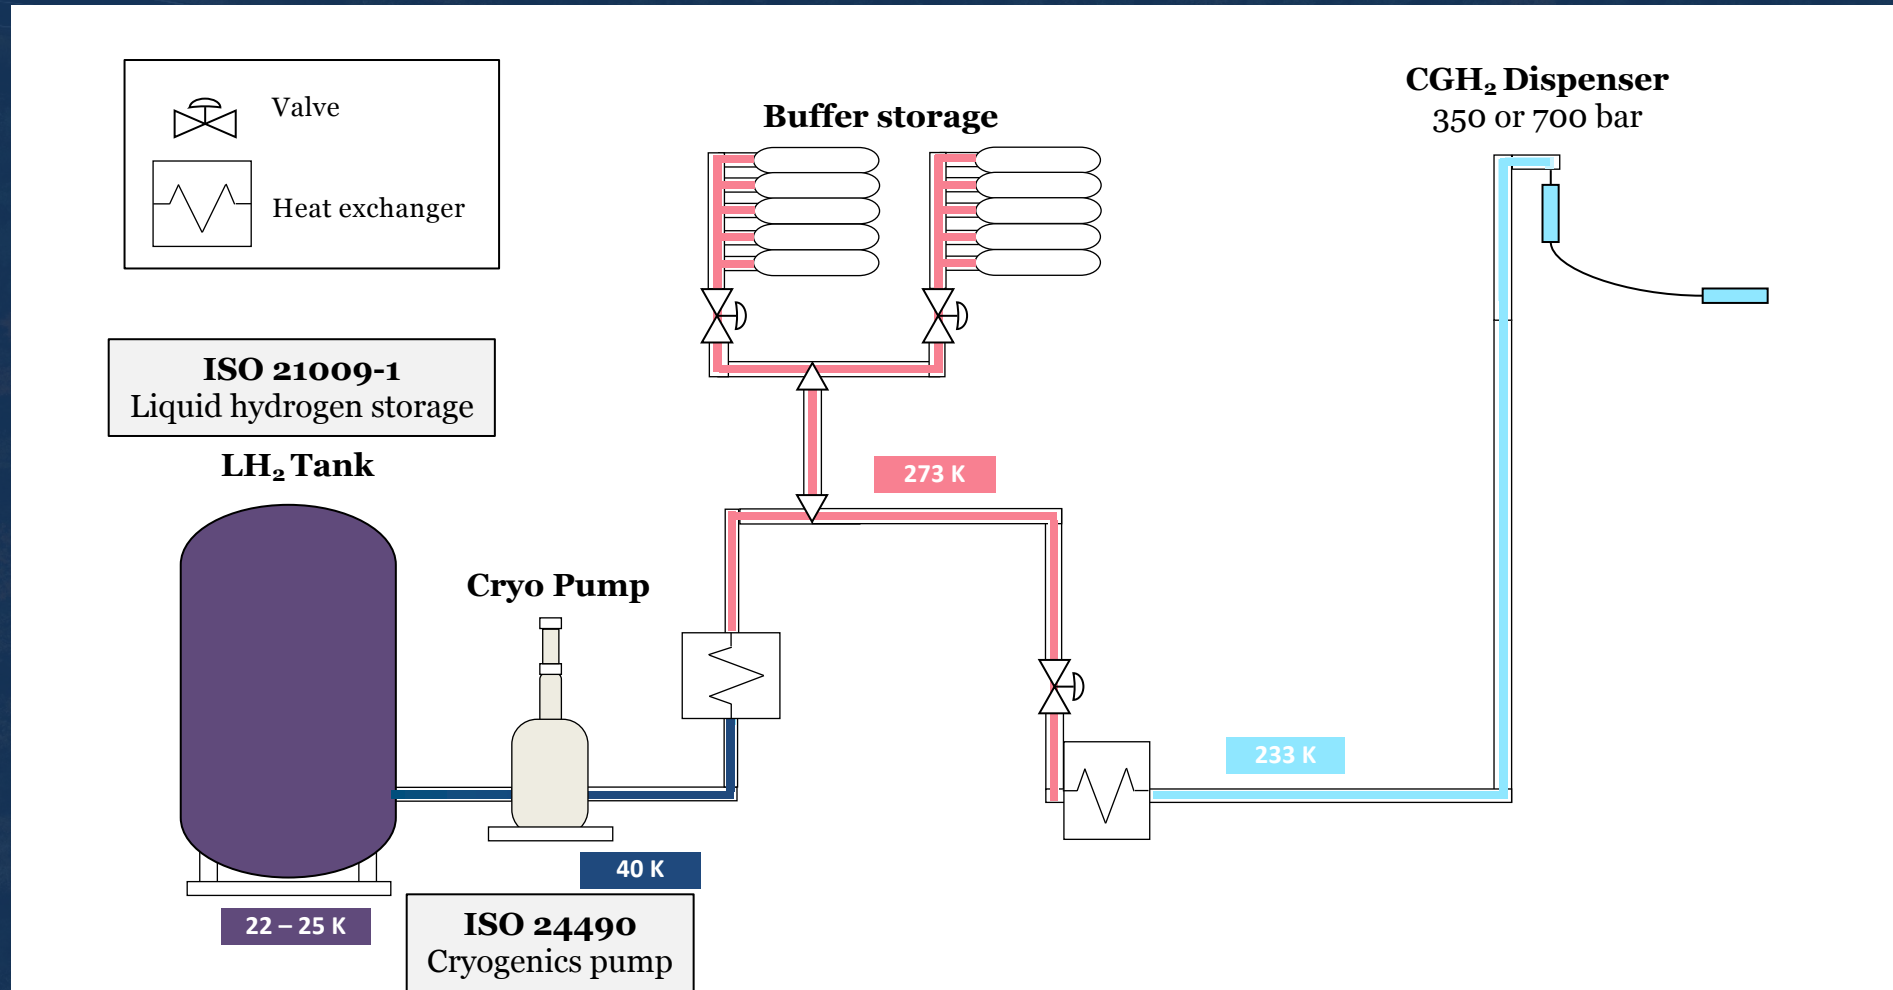 Valve
Heat exchanger
Buffer storage
CGH₂ Dispenser
350 or 700 bar
ISO 21009-1
Liquid hydrogen storage
LH₂ Tank
273 K
Cryo Pump
233 K
40 K
22 – 25 K
ISO 24490
Cryogenics pump